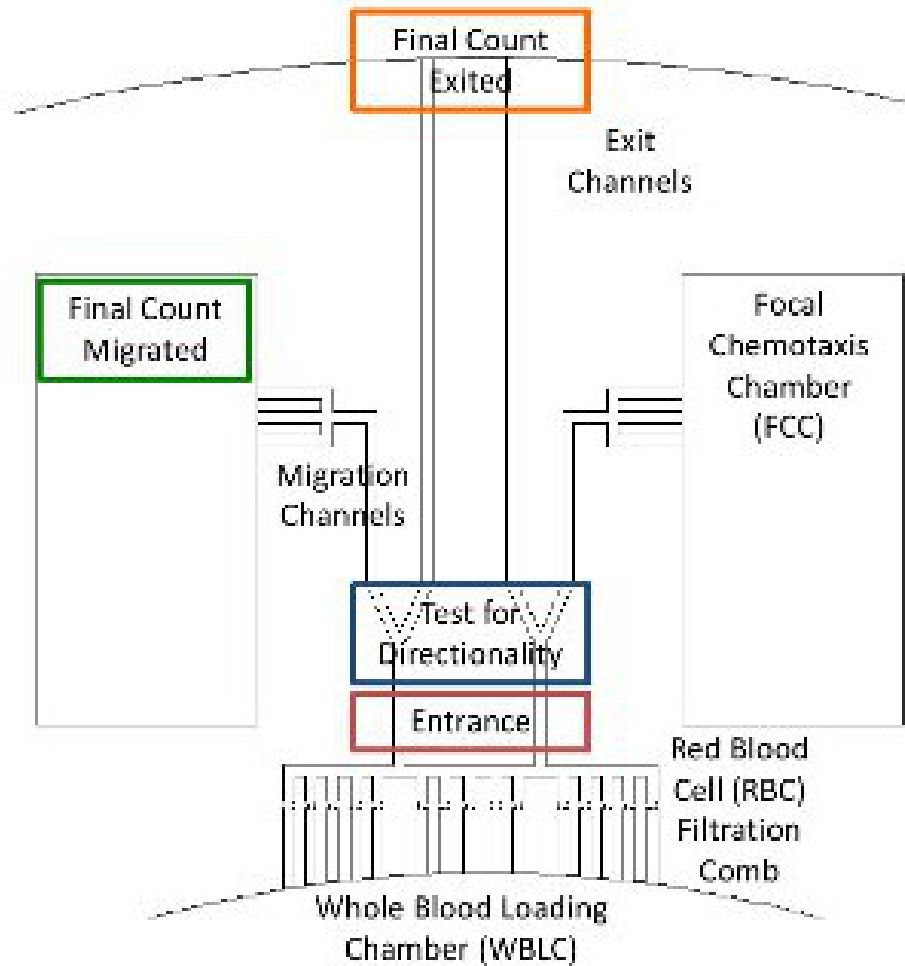 Final Count
Exited
Exit
Channels
Final Count
Migrated
Focal
Chemotaxis
Chamber
(FCC)
Migration
Channels
Test for
Directionality
Entrance
Red Blood
Cell (RBC)
Filtration
Comb
Whole Blood Loading
Chamber (WBLC)